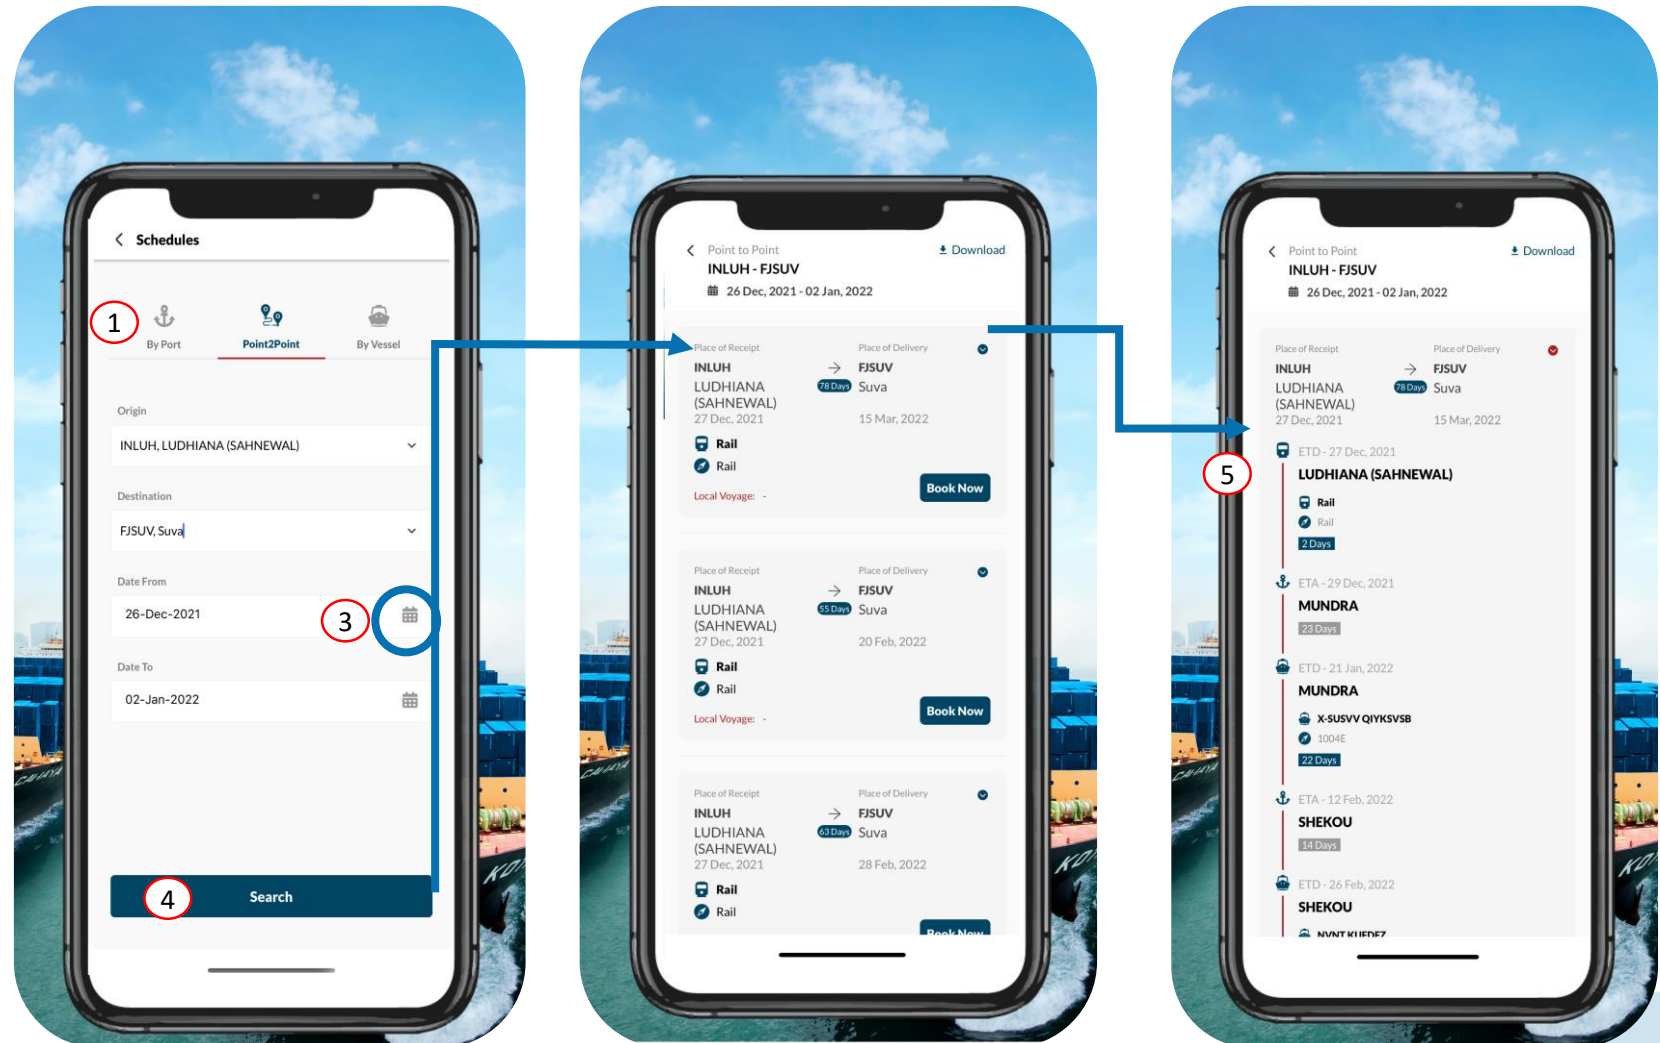 Schedules
1
By Port
Point2Point
By Vessel
Origin
INLUH, LUDHIANA (SAHNEWAL)
Destination
FJSUV, Suva
Date From
26-Dec-2021
3
Date To
02-Jan-2022
4
Search
Point to Point
Download
INLUH - FJSUV
26 Dec, 2021 - 02 Jan, 2022
Place of Receipt
Place of Delivery
INLUH
FJSUV
LUDHIANA
78 Days
Suva
(SAHNEWAL)
27 Dec, 2021
15 Mar, 2022
Rail
Rail
Local Voyage: -
Book Now
Place of Receipt
Place of Delivery
INLUH
FJSUV
LUDHIANA
55 Days
Suva
(SAHNEWAL)
27 Dec, 2021
20 Feb, 2022
Rail
Rail
Local Voyage: -
Book Now
Place of Receipt
Place of Delivery
INLUH
FJSUV
LUDHIANA
63 Days
Suva
(SAHNEWAL)
27 Dec, 2021
28 Feb, 2022
Rail
Rail
Book Now
Point to Point
Download
INLUH - FJSUV
26 Dec, 2021 - 02 Jan, 2022
Place of Receipt
Place of Delivery
INLUH
FJSUV
LUDHIANA
78 Days
Suva
(SAHNEWAL)
27 Dec, 2021
15 Mar, 2022
ETD - 27 Dec, 2021
5
LUDHIANA (SAHNEWAL)
Rail
Rail
2 Days
ETA - 29 Dec, 2021
MUNDRA
23 Days
ETD - 21 Jan, 2022
MUNDRA
X-SUSVV QIYKSVSB
1004E
22 Days
ETA - 12 Feb, 2022
SHEKOU
14 Days
ETD - 26 Feb, 2022
SHEKOU